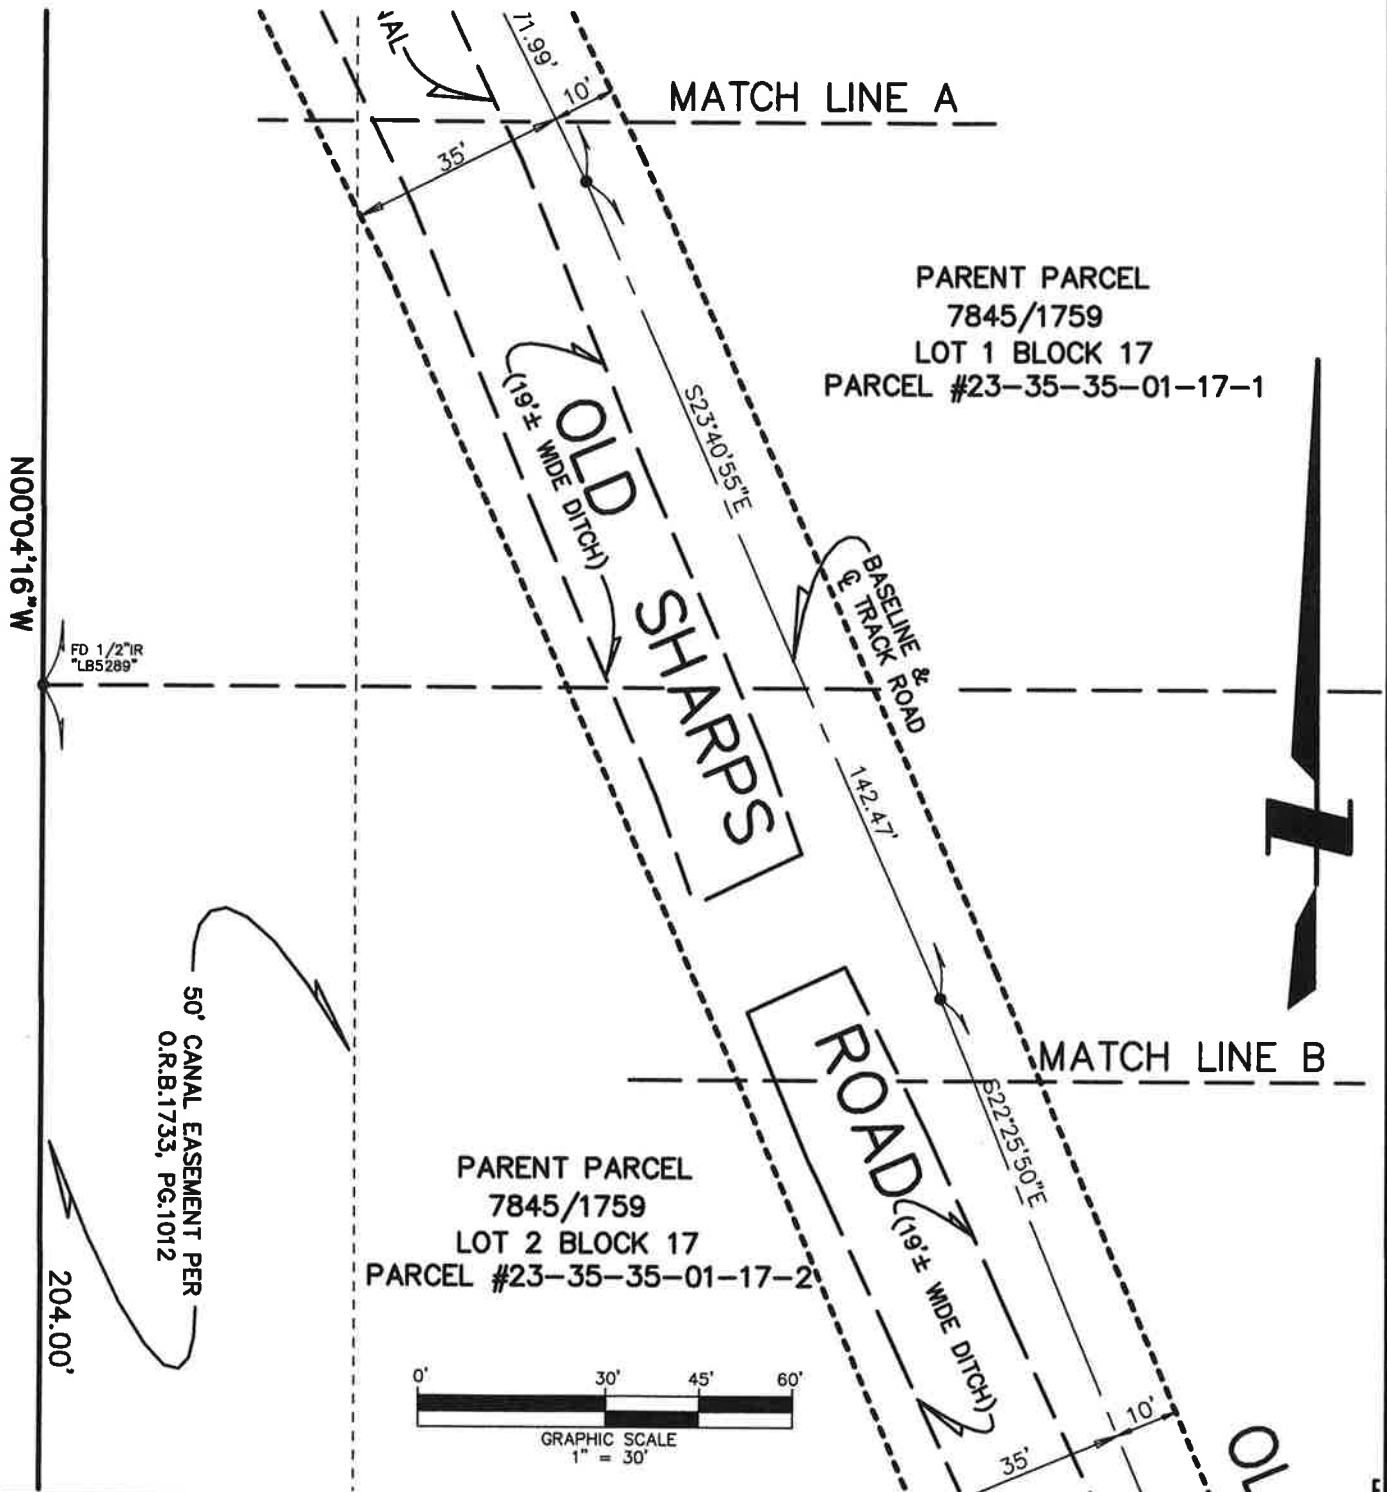 71.99'
10'
MATCH LINE A
35'
PARENT PARCEL
7845/1759
LOT 1 BLOCK 17
PARCEL #23-35-35-01-17-1
S23°40'55"E
(19'± WIDE DITCH)
OLD SHARPS ROAD
BASELINE &
℄ TRACK ROAD
N00°04'16"W
FD 1/2"IR
"LB5289"
142.47'
50' CANAL EASEMENT PER
O.R.B.1733, PG.1012
MATCH LINE B
S22°25'50"E
PARENT PARCEL
7845/1759
LOT 2 BLOCK 17
PARCEL #23-35-35-01-17-2
(19'± WIDE DITCH)
204.00'
0' 30' 45' 60'
GRAPHIC SCALE
1" = 30'
10'
35'